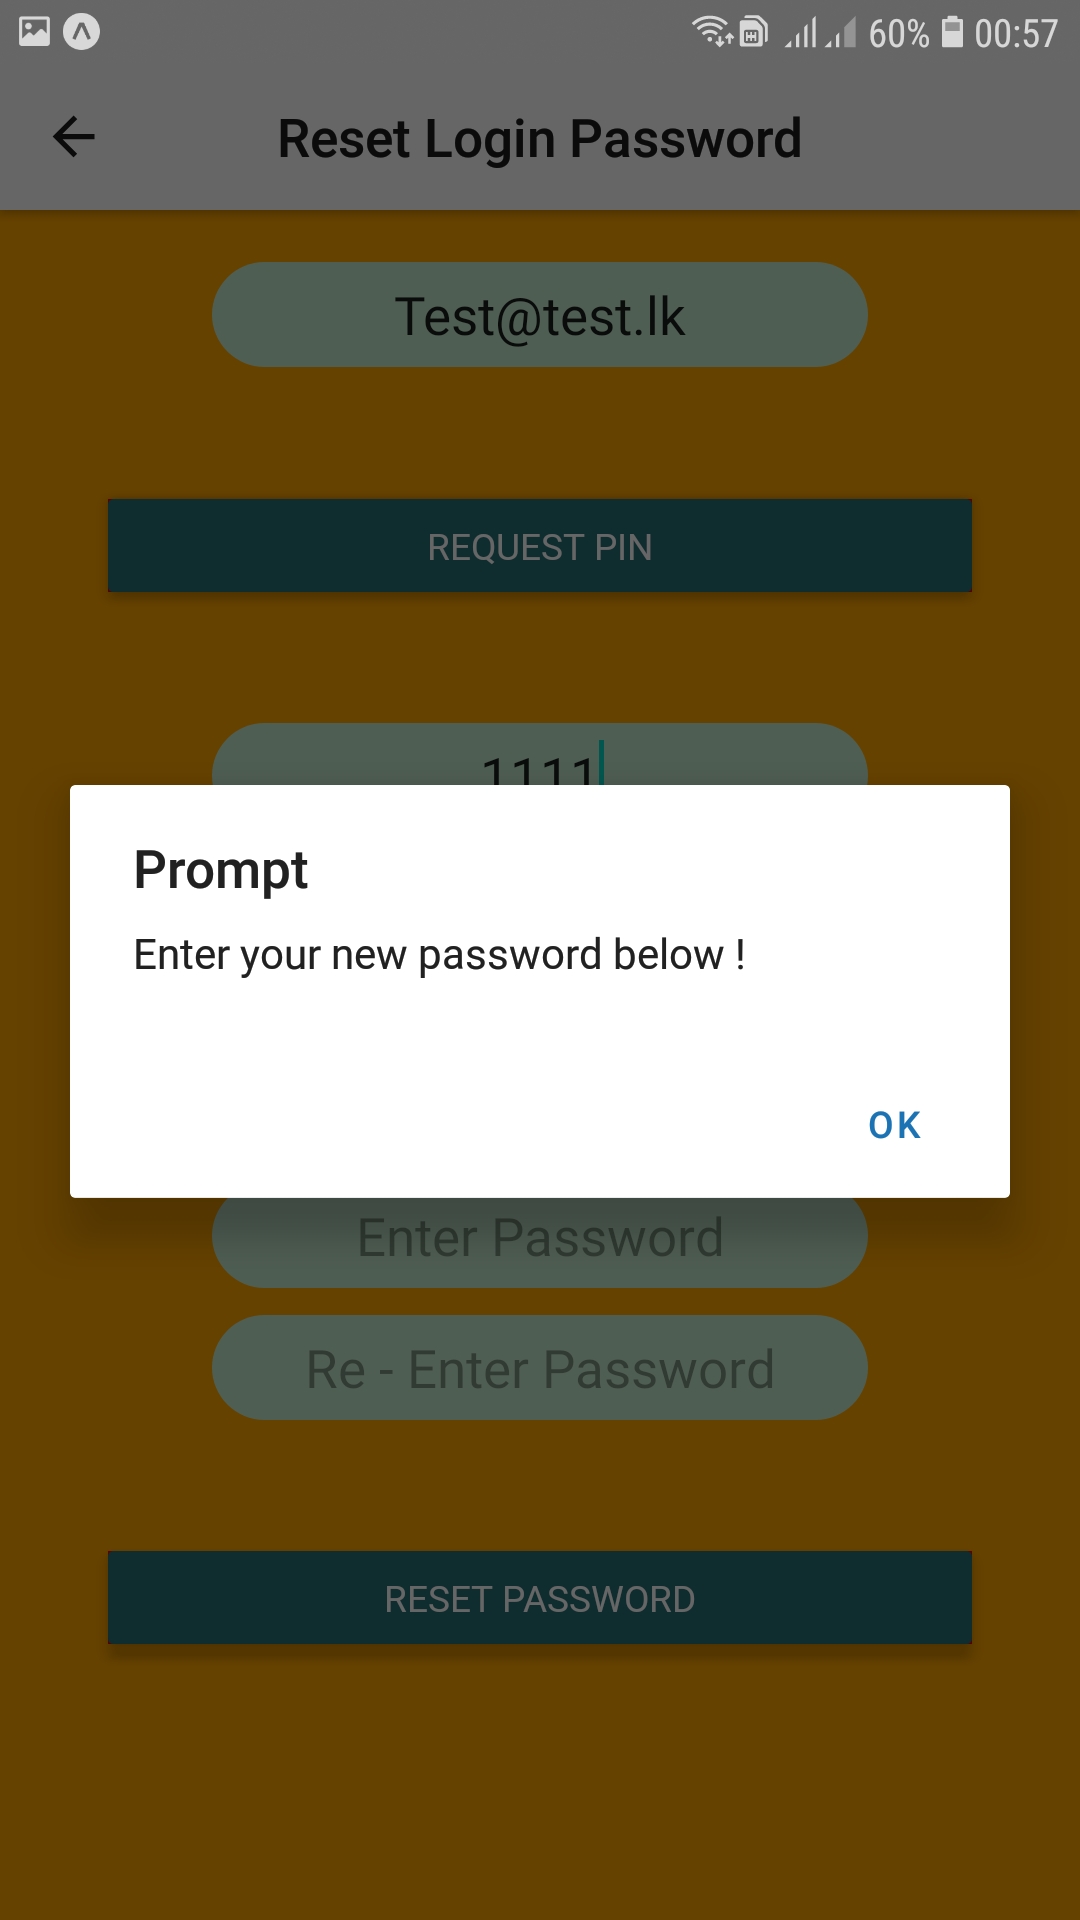 60% 00:57
Reset Login Password
Test@test.lk
REQUEST PIN
1111
Prompt
Enter your new password below !
OK
Enter Password
Re - Enter Password
RESET PASSWORD